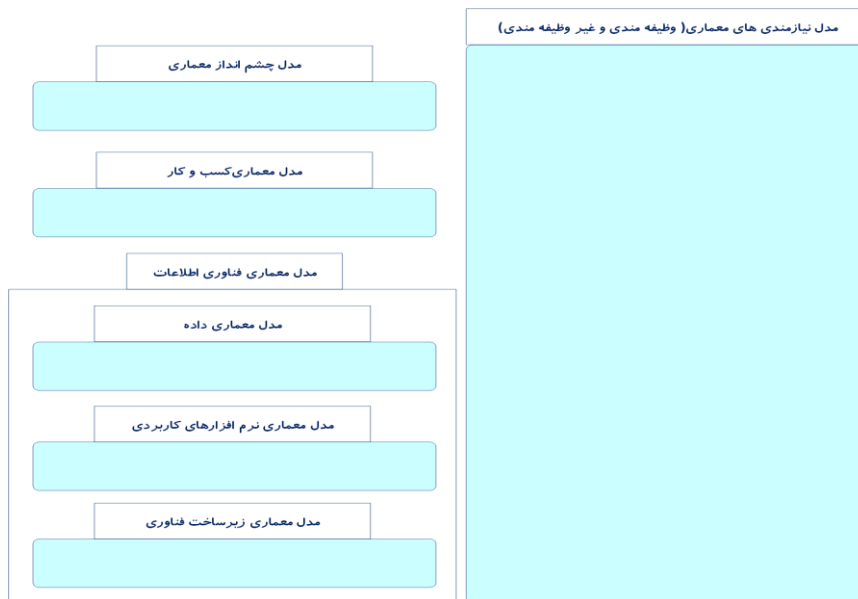 مدل نیازمندی های معماری( وظیفه مندی و غیر وظیفه مندی)
مدل چشم انداز معماری
مدل معماری‌کسب و کار
مدل معماری فناوری اطلاعات
مدل معماری داده
مدل معماری نرم افزارهای کاربردی
مدل معماری زیرساخت فناوری